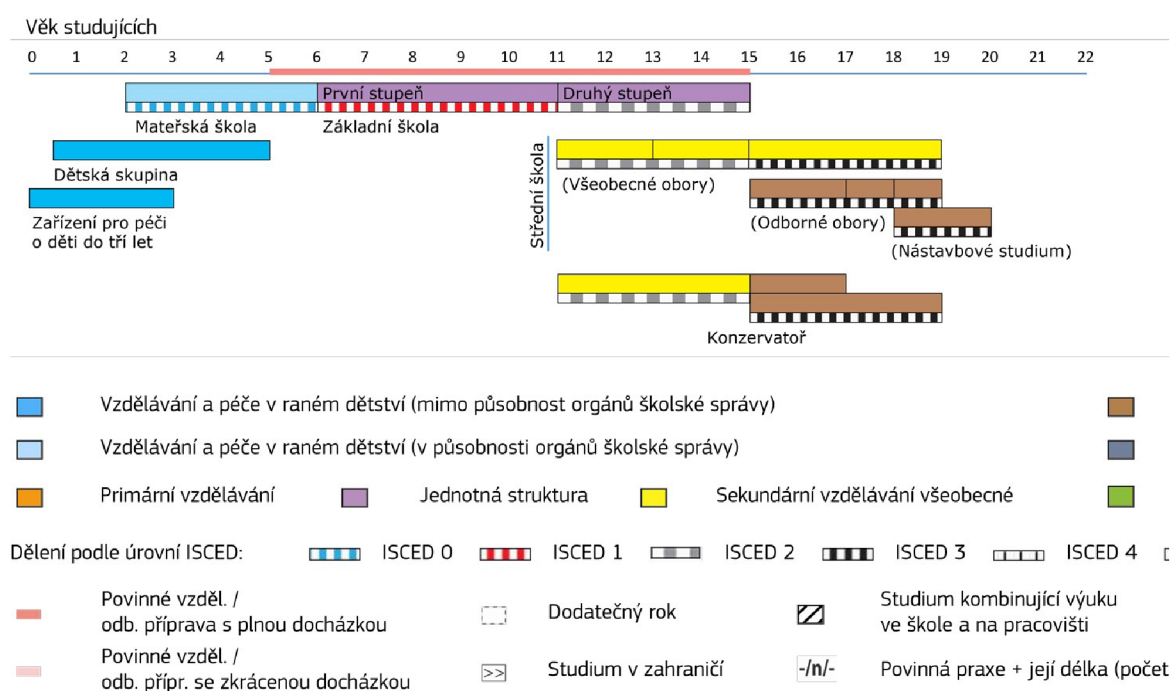 Věk studujících
0 1 2 3 4 5 6 7 8 9 10 11 12 13 14 15 16 17 18 19 20 21 22
První stupeň Druhý stupeň
Mateřská škola Základní škola
Dětská skupina
Zařízení pro péči
o děti do tří let
Střední škola
(Všeobecné obory)
(Odborné obory)
(Nástavbové studium)
Konzervatoř
Vzdělávání a péče v raném dětství (mimo působnost orgánů školské správy)
Vzdělávání a péče v raném dětství (v působnosti orgánů školské správy)
Primární vzdělávání Jednotná struktura Sekundární vzdělávání všeobecné
Dělení podle úrovní ISCED: ISCED 0 ISCED 1 ISCED 2 ISCED 3 ISCED 4
Povinné vzděl. /
odb. příprava s plnou docházkou
Dodatečný rok
Studium kombinující výuku
ve škole a na pracovišti
Povinné vzděl. /
odb. přípr. se zkrácenou docházkou
>> Studium v zahraničí
-/n/- Povinná praxe + její délka (počet